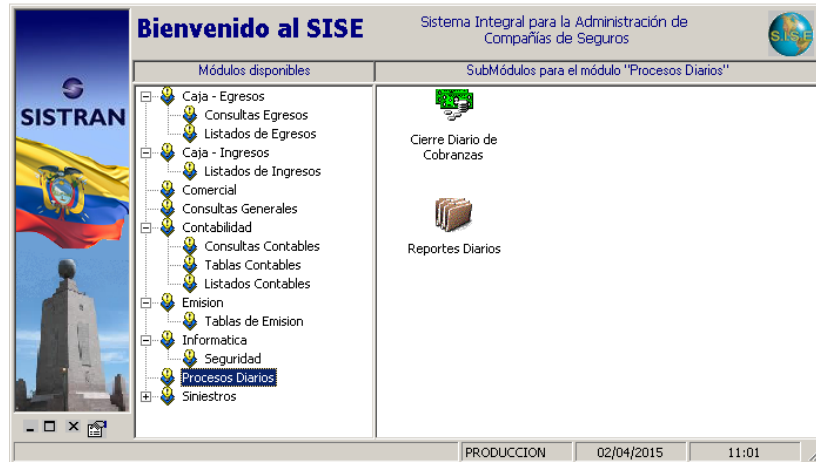 Bienvenido al SISE
Sistema Integral para la Administración de
Compañías de Seguros
S.I.S.E
Módulos disponibles
SubMódulos para el módulo "Procesos Diarios"
SISTRAN
Caja - Egresos
Consultas Egresos
Listados de Egresos
Caja - Ingresos
Listados de Ingresos
Comercial
Consultas Generales
Contabilidad
Consultas Contables
Tablas Contables
Listados Contables
Emision
Tablas de Emision
Informatica
Seguridad
Procesos Diarios
Siniestros
Cierre Diario de
Cobranzas
Reportes Diarios
PRODUCCION 02/04/2015 11:01